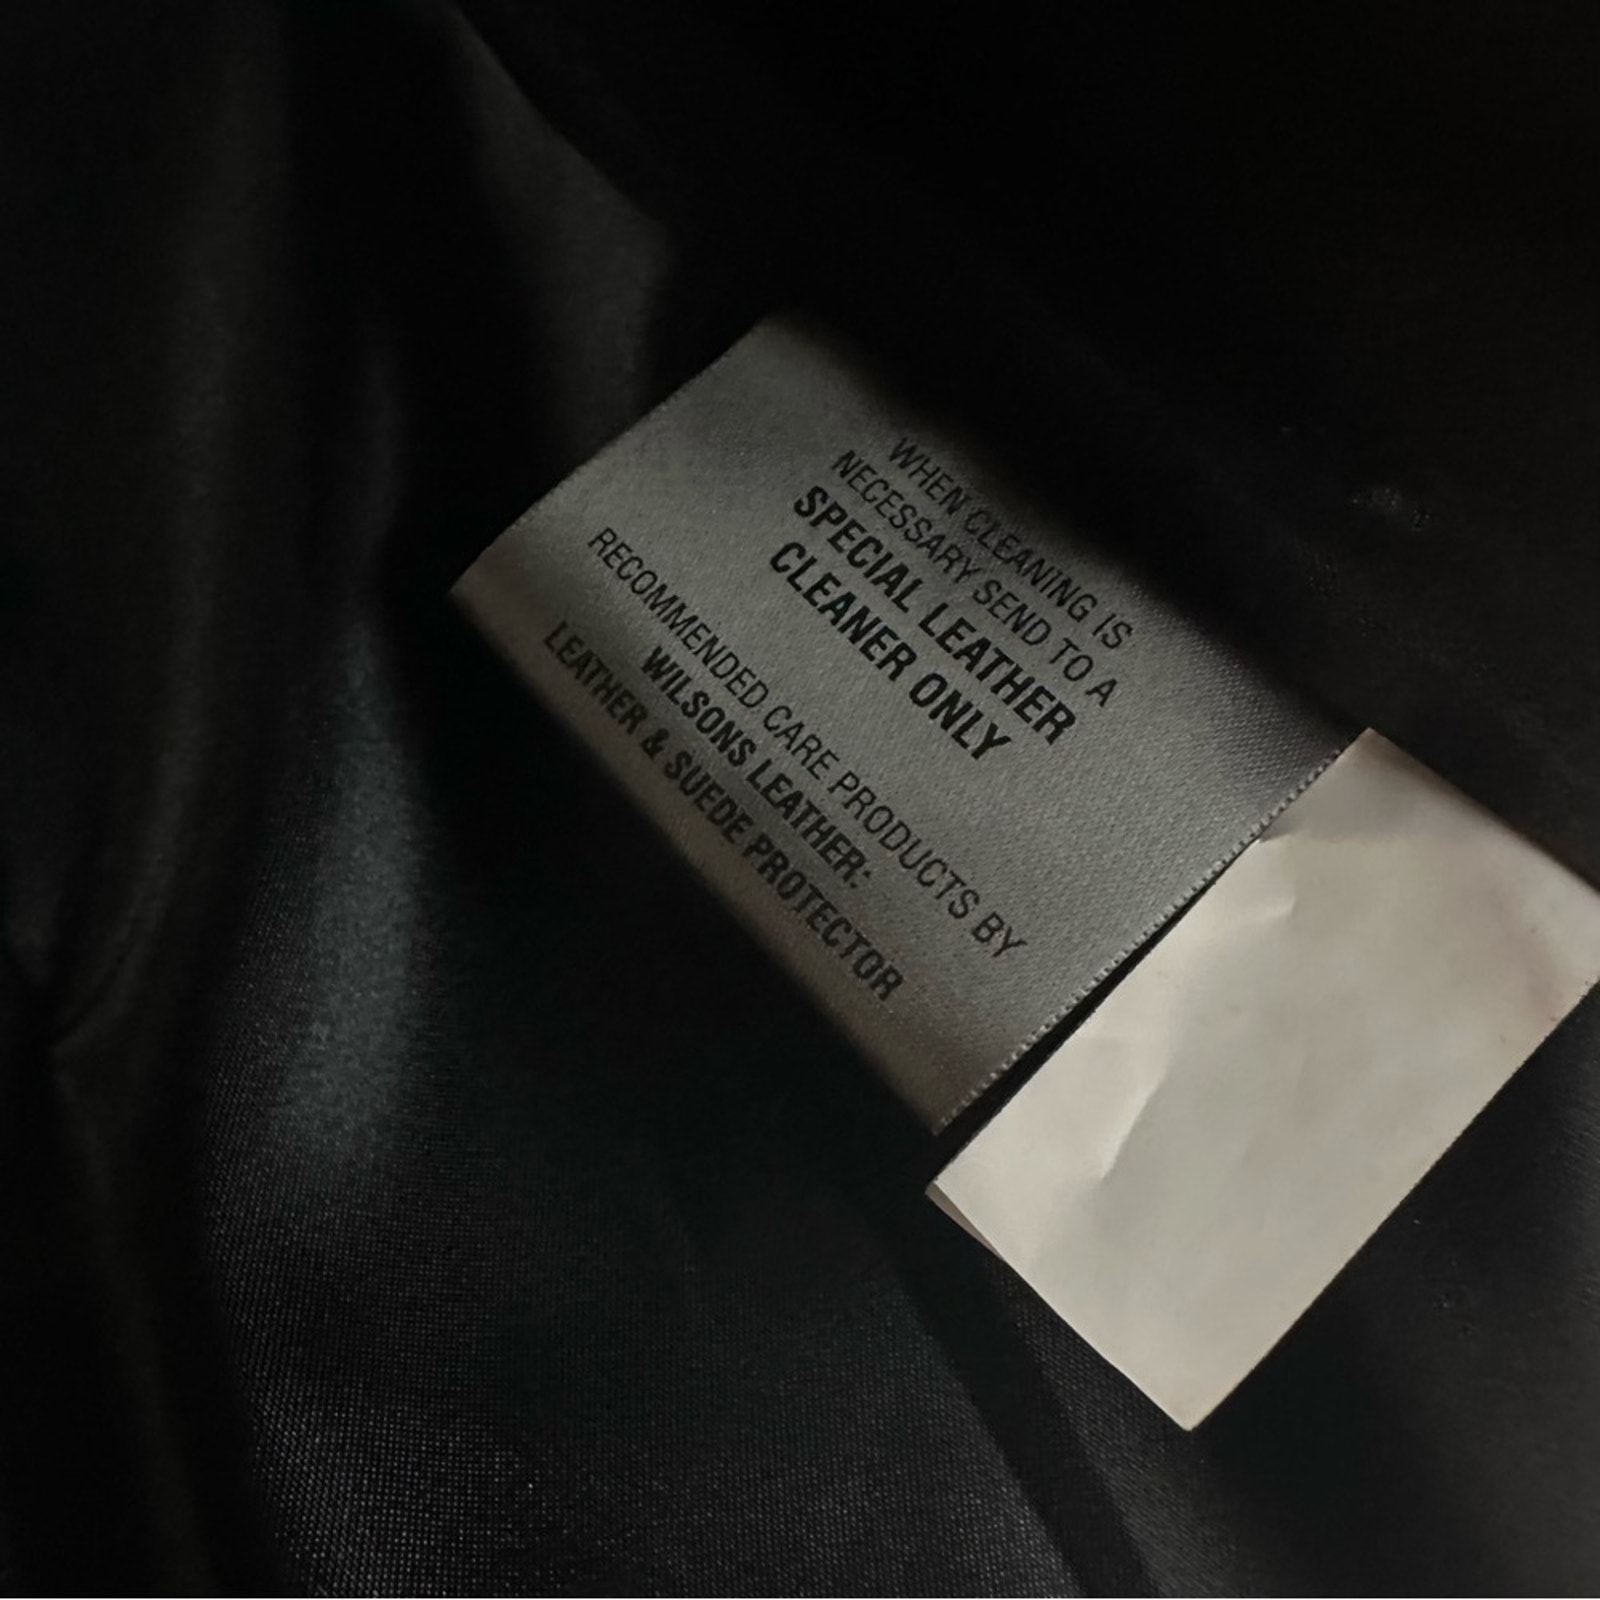 WHEN CLEANING IS
NECESSARY SEND TO A
SPECIAL LEATHER
CLEANER ONLY
RECOMMENDED CARE PRODUCTS BY
WILSONS LEATHER:
LEATHER & SUEDE PROTECTOR